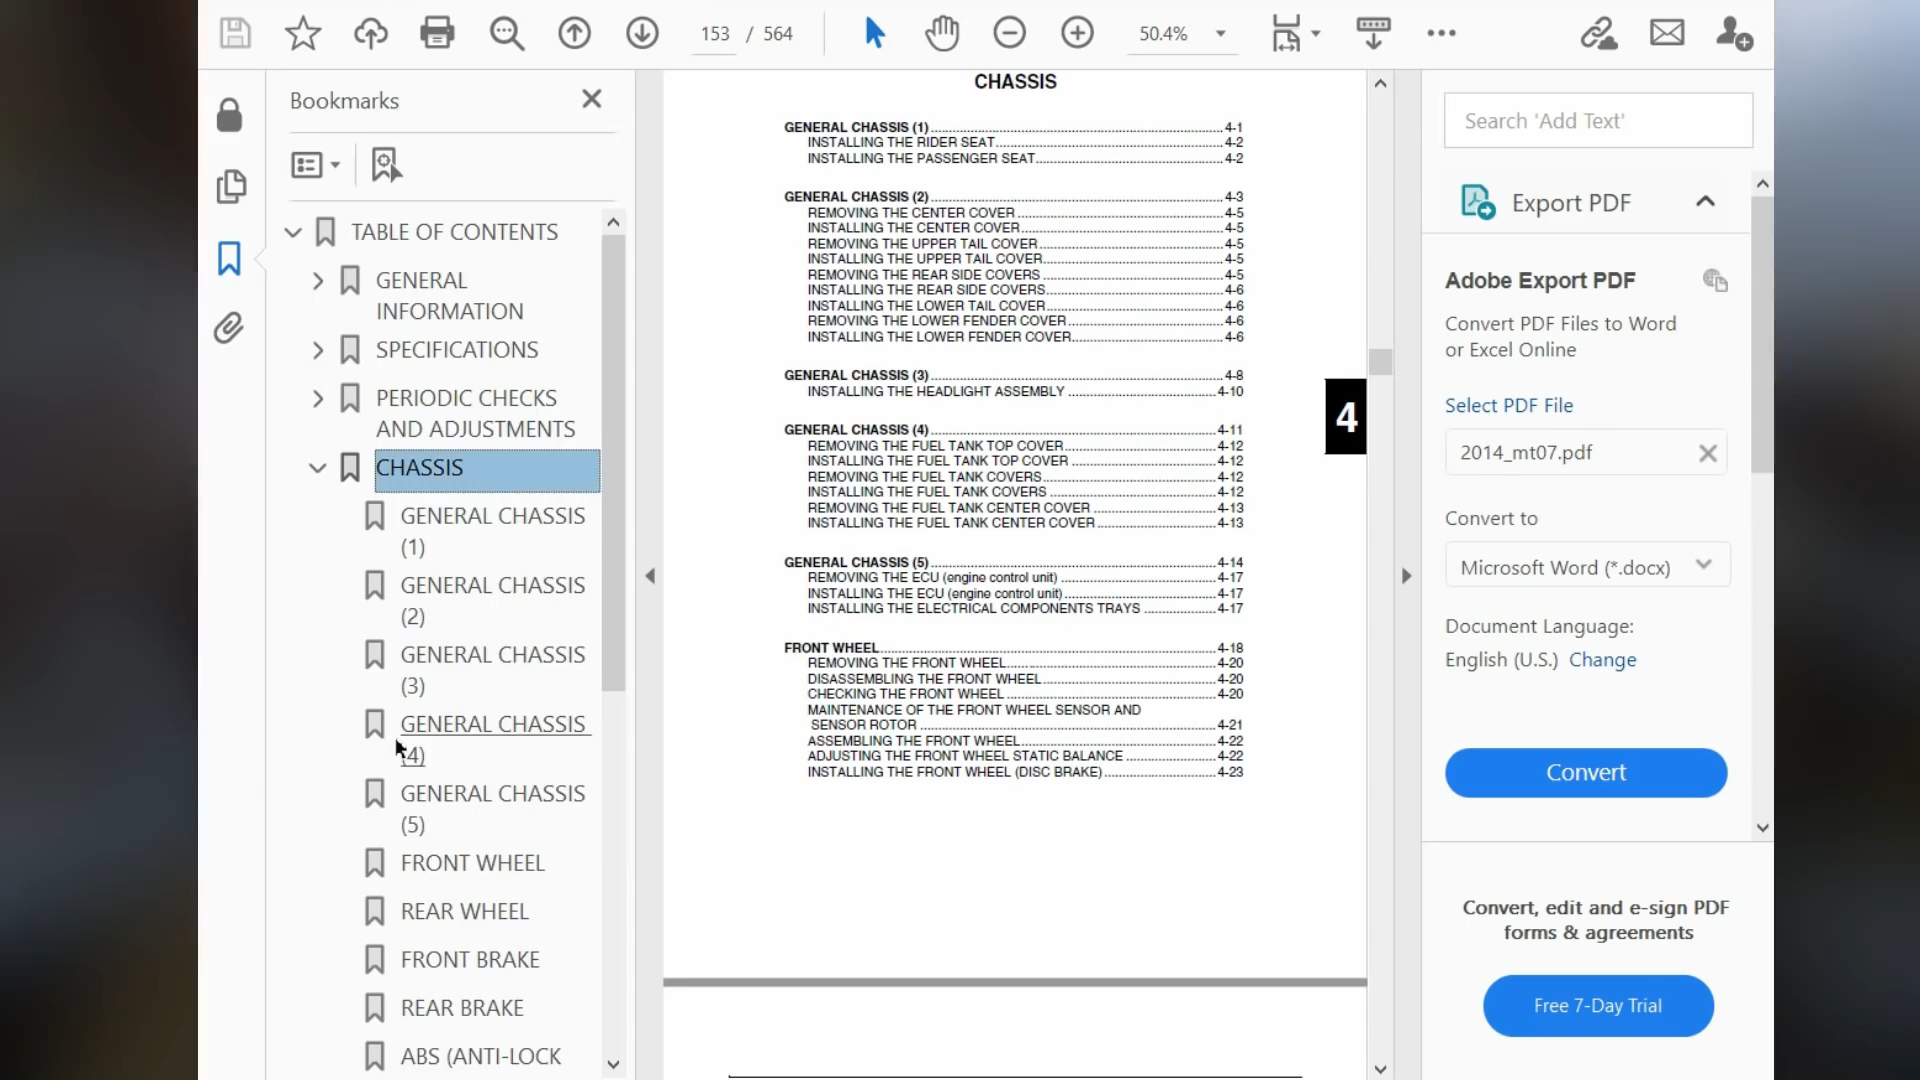 153 / 564
50.4%
Bookmarks
TABLE OF CONTENTS
GENERAL
INFORMATION
SPECIFICATIONS
PERIODIC CHECKS
AND ADJUSTMENTS
CHASSIS
GENERAL CHASSIS
(1)
GENERAL CHASSIS
(2)
GENERAL CHASSIS
(3)
GENERAL CHASSIS
(4)
GENERAL CHASSIS
(5)
FRONT WHEEL
REAR WHEEL
FRONT BRAKE
REAR BRAKE
ABS (ANTI-LOCK
CHASSIS
GENERAL CHASSIS (1) 4-1
INSTALLING THE RIDER SEAT 4-2
INSTALLING THE PASSENGER SEAT 4-2
GENERAL CHASSIS (2) 4-3
REMOVING THE CENTER COVER 4-5
INSTALLING THE CENTER COVER 4-5
REMOVING THE UPPER TAIL COVER 4-5
INSTALLING THE UPPER TAIL COVER 4-5
REMOVING THE REAR SIDE COVERS 4-5
INSTALLING THE REAR SIDE COVERS 4-6
INSTALLING THE LOWER TAIL COVER 4-6
REMOVING THE LOWER FENDER COVER 4-6
INSTALLING THE LOWER FENDER COVER 4-6
GENERAL CHASSIS (3) 4-8
INSTALLING THE HEADLIGHT ASSEMBLY 4-10
GENERAL CHASSIS (4) 4-11
REMOVING THE FUEL TANK TOP COVER 4-12
INSTALLING THE FUEL TANK TOP COVER 4-12
REMOVING THE FUEL TANK COVERS 4-12
INSTALLING THE FUEL TANK COVERS 4-12
REMOVING THE FUEL TANK CENTER COVER 4-13
INSTALLING THE FUEL TANK CENTER COVER 4-13
GENERAL CHASSIS (5) 4-14
REMOVING THE ECU (engine control unit) 4-17
INSTALLING THE ECU (engine control unit) 4-17
INSTALLING THE ELECTRICAL COMPONENTS TRAYS 4-17
FRONT WHEEL 4-18
REMOVING THE FRONT WHEEL 4-20
DISASSEMBLING THE FRONT WHEEL 4-20
CHECKING THE FRONT WHEEL 4-20
MAINTENANCE OF THE FRONT WHEEL SENSOR AND
SENSOR ROTOR 4-21
ASSEMBLING THE FRONT WHEEL 4-22
ADJUSTING THE FRONT WHEEL STATIC BALANCE 4-22
INSTALLING THE FRONT WHEEL (DISC BRAKE) 4-23
4
Search 'Add Text'
Export PDF
Adobe Export PDF
Convert PDF Files to Word
or Excel Online
Select PDF File
2014_mt07.pdf
Convert to
Microsoft Word (*.docx)
Document Language:
English (U.S.) Change
Convert
Convert, edit and e-sign PDF
forms & agreements
Free 7-Day Trial